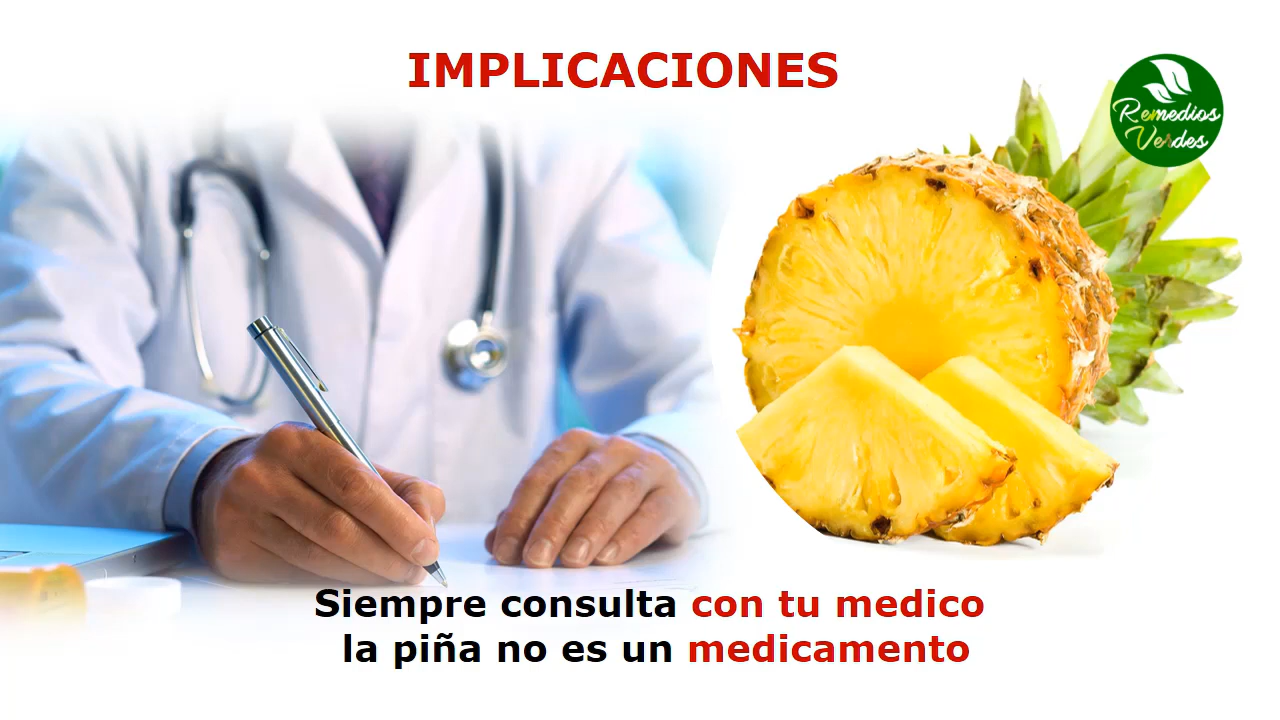 IMPLICACIONES
Remedios
Verdes
Siempre consulta con tu medico
la piña no es un medicamento